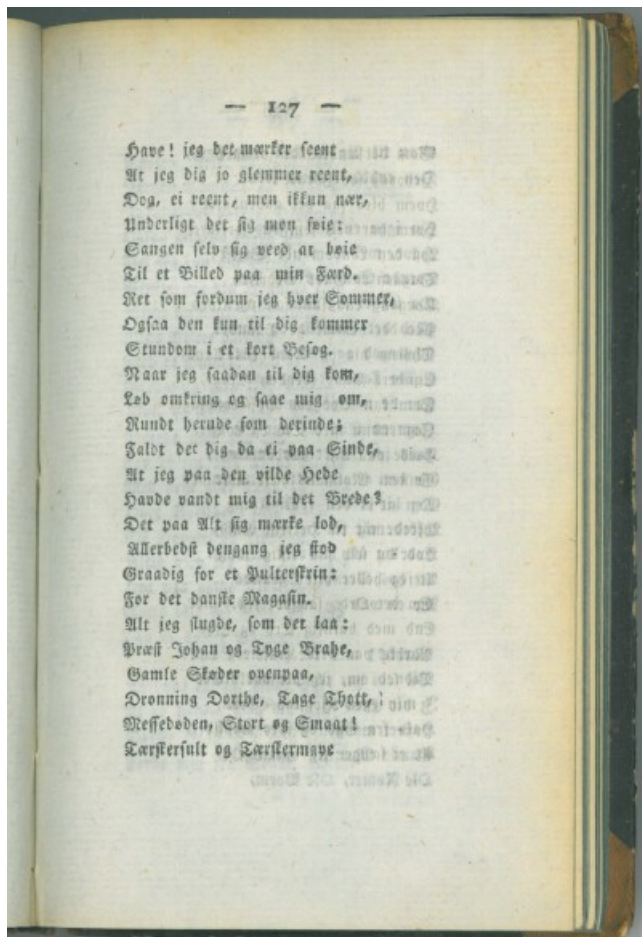 — 127 —
Have! jeg det mærker seent
At jeg dig jo glemmer reent,
Dog, ei reent, men ikkun nær,
Underligt det sig mon føie:
Sangen selv sig veed at bøie
Til et Billed paa min Færd.
Ret som fordum jeg hver Sommer,
Ogsaa den kun til dig kommer
Stundom i et kort Besøg.
Naar jeg saadan til dig kom,
Løb omkring og saae mig om,
Rundt herude som derinde;
Faldt det dig da ei paa Sinde,
At jeg paa den vilde Hede
Havde vandt mig til det Brede?
Det paa Alt sig mærke lod,
Allerbedst dengang jeg stod
Graadig for et Pulterskrin:
For det danske Magasin.
Alt jeg slugde, som det laa:
Præst Johan og Tyge Brahe,
Gamle Skøder ovenpaa,
Dronning Dorthe, Tage Thott,
Messedøden, Stort og Smaat!
Tærskersult og Tærskermave